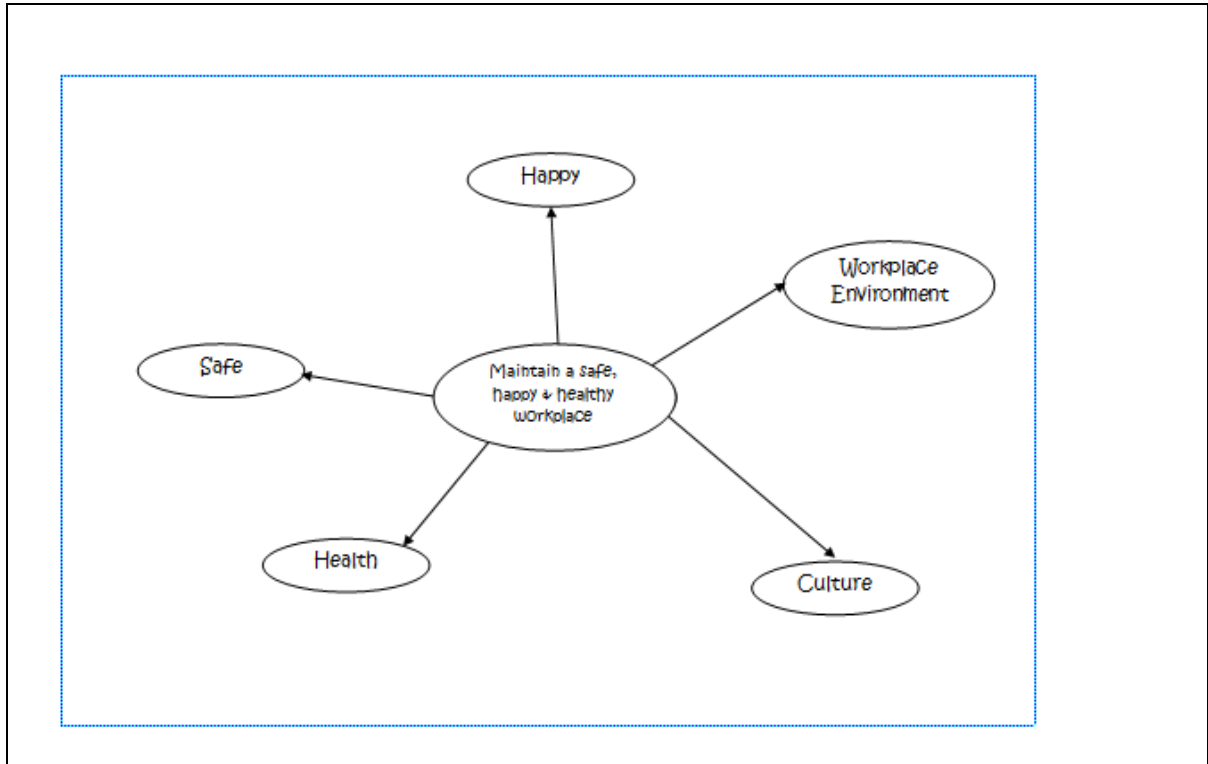 Happy
Workplace
Environment
Safe
Maintain a safe,
happy & healthy
workplace
Health
Culture